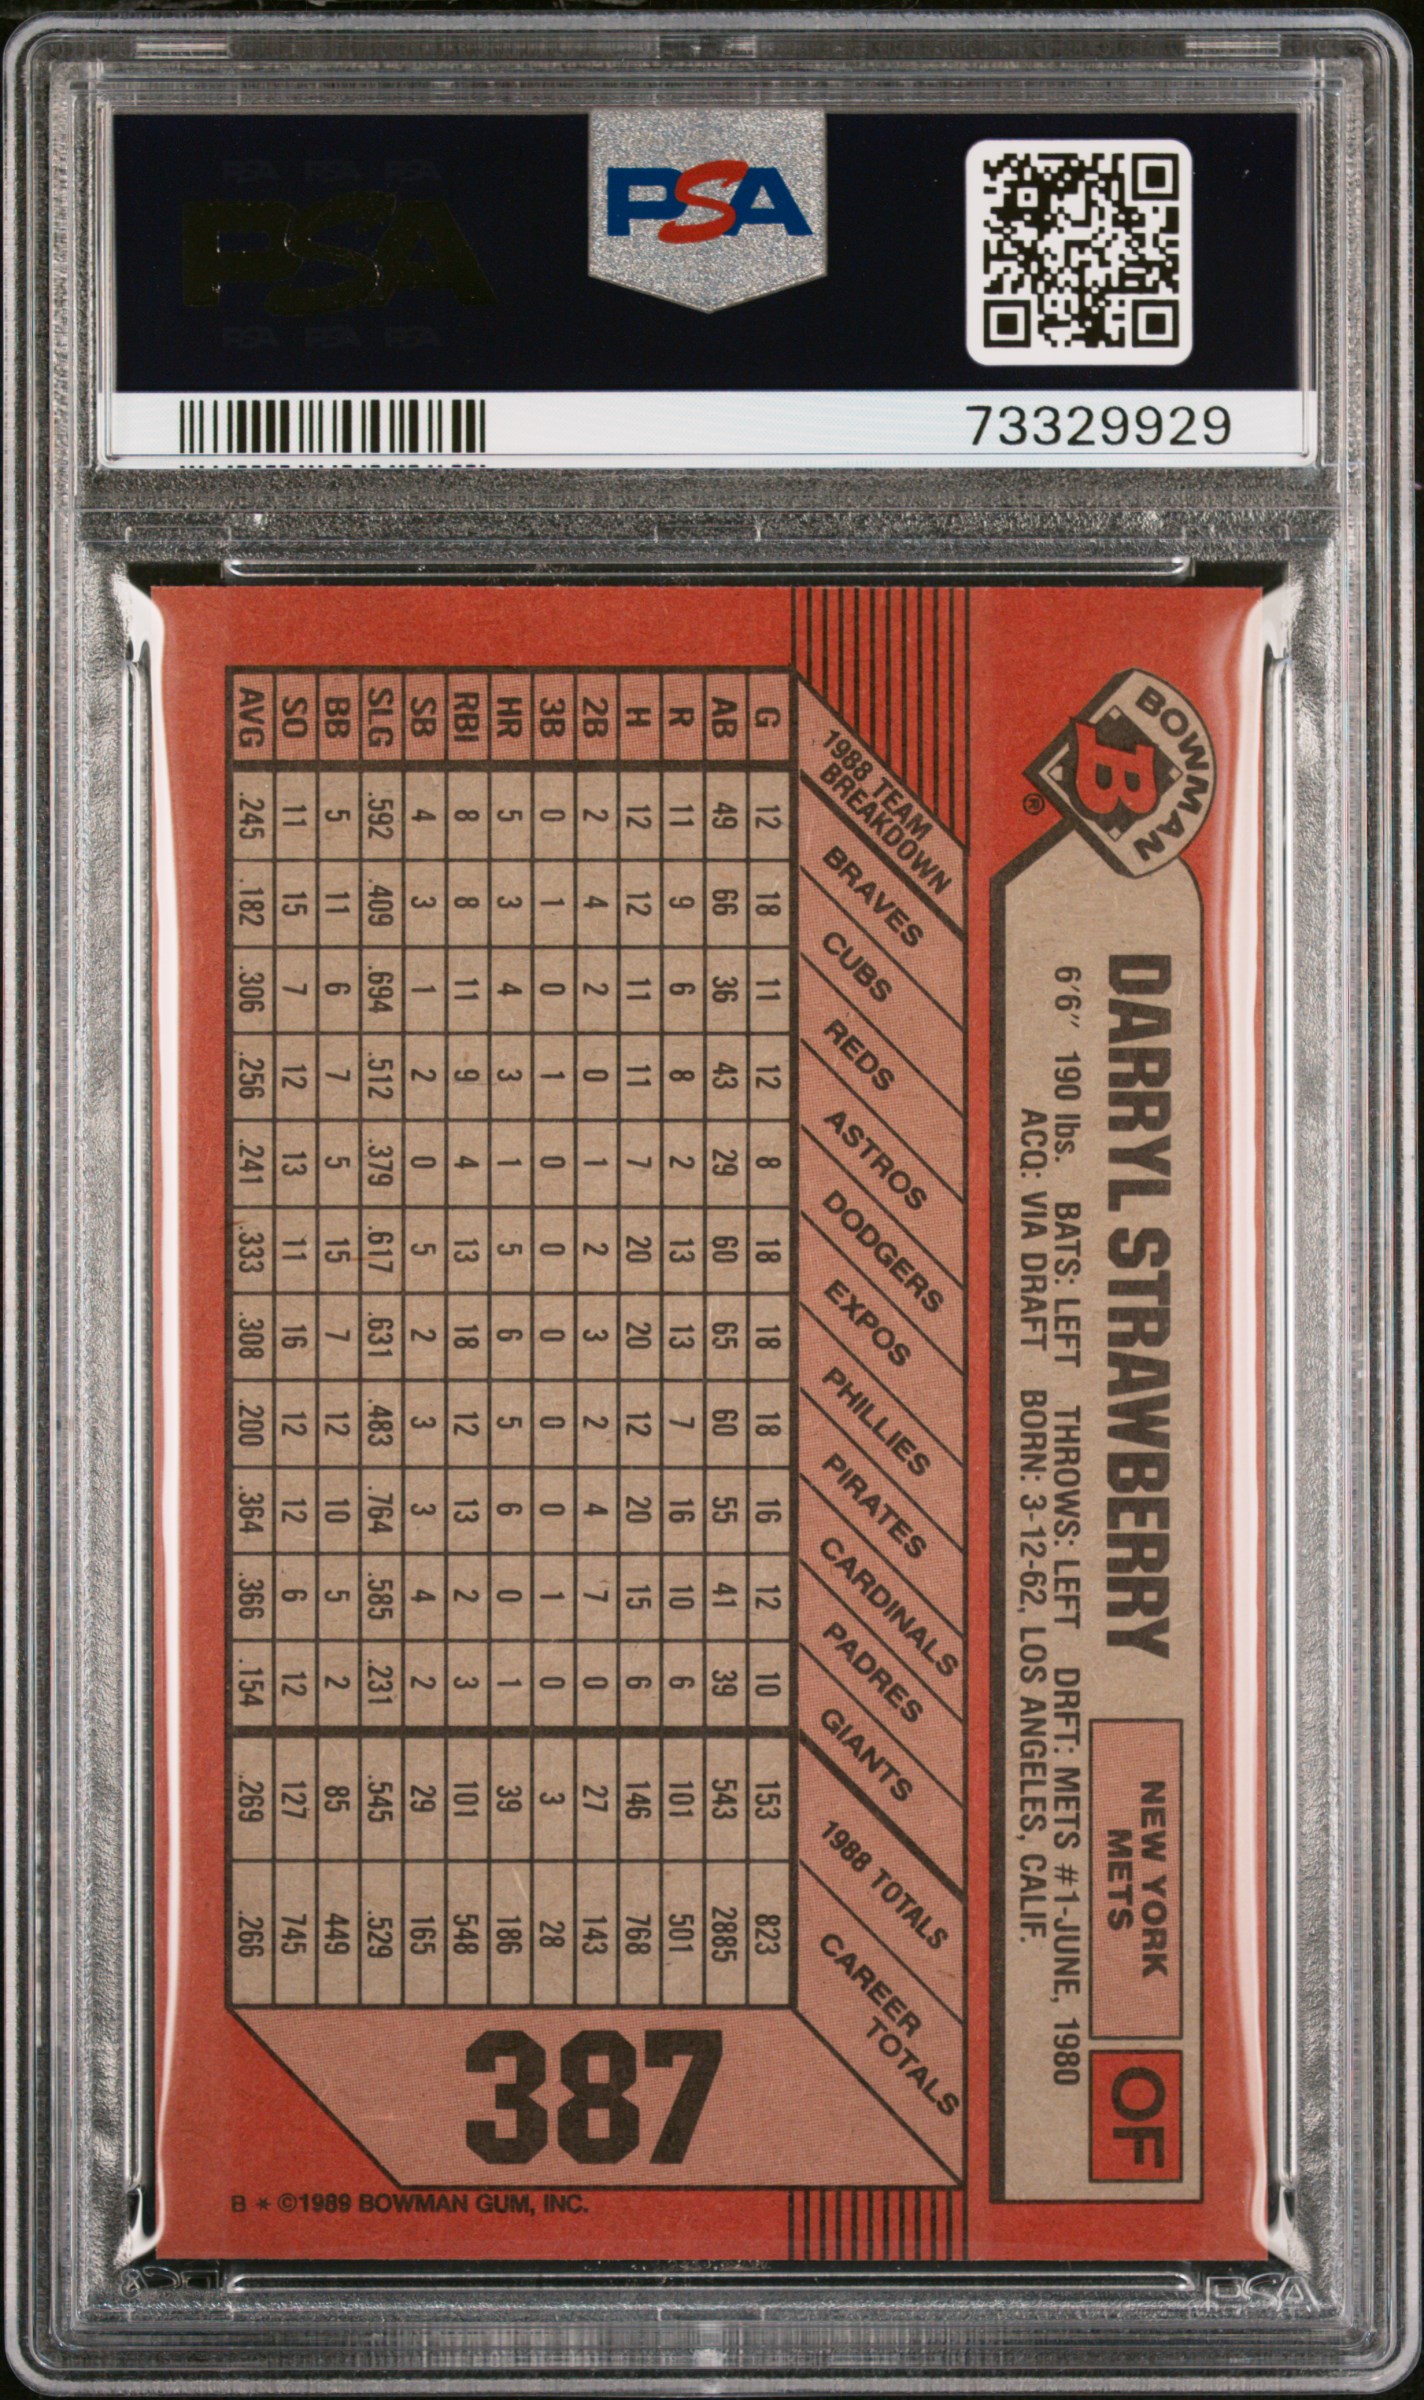 PSA
73329929
BOWMAN
B
®
DARRYL STRAWBERRY
NEW YORK
METS
OF
6'6" 190 lbs. BATS: LEFT THROWS: LEFT DRFT: METS #1-JUNE, 1980
ACQ: VIA DRAFT BORN: 3-12-62, LOS ANGELES, CALIF.
1988 TEAM
BREAKDOWN
BRAVES
CUBS
REDS
ASTROS
DODGERS
EXPOS
PHILLIES
PIRATES
CARDINALS
PADRES
GIANTS
1988 TOTALS
CAREER
TOTALS
G 12 18 11 12 8 18 18 18 16 12 10 153 823
AB 49 66 36 43 29 60 65 60 55 41 39 543 2885
R 11 9 6 8 2 13 13 7 16 10 6 101 501
H 12 12 11 11 7 20 20 12 20 15 6 146 768
2B 2 4 2 0 1 2 3 2 4 7 0 27 143
3B 0 1 0 1 0 0 0 0 0 1 0 3 28
HR 5 3 4 3 1 5 6 5 6 0 1 39 186
RBI 8 8 11 9 4 13 18 12 13 2 3 101 548
SB 4 3 1 2 0 5 2 3 3 4 2 29 165
SLG .592 .409 .694 .512 .379 .617 .631 .483 .764 .585 .231 .545 .529
BB 5 11 6 7 5 15 7 12 10 5 2 85 449
SO 11 15 7 12 13 11 16 12 12 6 12 127 745
AVG .245 .182 .306 .256 .241 .333 .308 .200 .364 .366 .154 .269 .266
387
B * ©1989 BOWMAN GUM, INC.
PSA